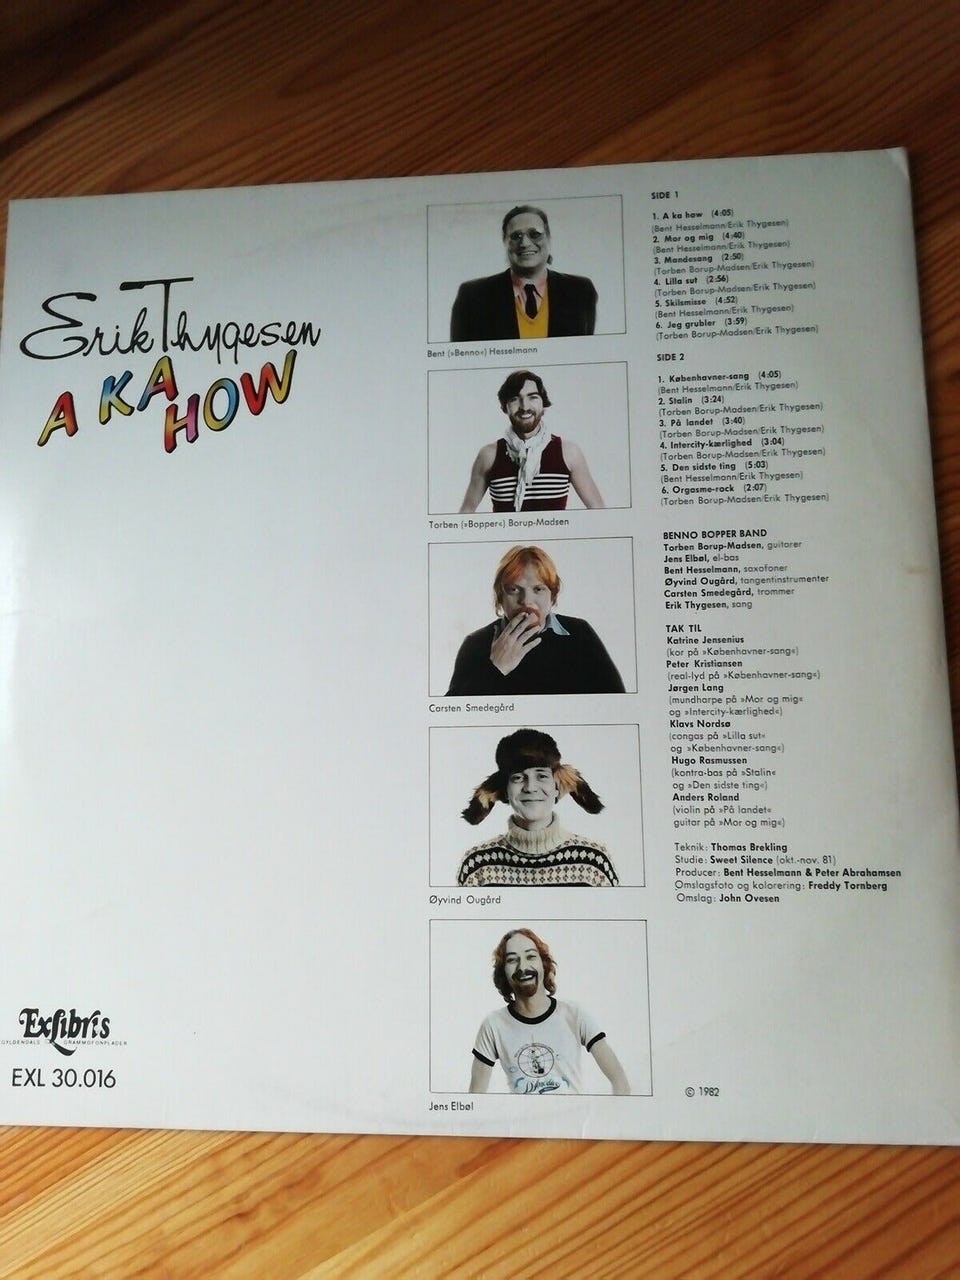 Erik Thygesen
A KA
HOW
Exlibris
GYLDENDALS GRAMMOFONPLADER
EXL 30.016
Bent (»Benno«) Hesselmann
Torben (»Bopper«) Borup-Madsen
Carsten Smedegård
Øyvind Ougård
Jens Elbøl
SIDE 1
1. A ka how (4:05)
(Bent Hesselmann/Erik Thygesen)
2. Mor og mig (4:40)
(Bent Hesselmann/Erik Thygesen)
3. Mandesang (2:50)
(Torben Borup-Madsen/Erik Thygesen)
4. Lilla sut (2:56)
(Torben Borup-Madsen/Erik Thygesen)
5. Skilsmisse (4:52)
(Bent Hesselmann/Erik Thygesen)
6. Jeg grubler (3:59)
(Torben Borup-Madsen/Erik Thygesen)
SIDE 2
1. Københavner-sang (4:05)
(Bent Hesselmann/Erik Thygesen)
2. Stalin (3:24)
(Torben Borup-Madsen/Erik Thygesen)
3. På landet (3:40)
(Torben Borup-Madsen/Erik Thygesen)
4. Intercity-kærlighed (3:04)
(Torben Borup-Madsen/Erik Thygesen)
5. Den sidste ting (5:03)
(Bent Hesselmann/Erik Thygesen)
6. Orgasme-rock (2:07)
(Torben Borup-Madsen/Erik Thygesen)
BENNO BOPPER BAND
Torben Borup-Madsen, guitarer
Jens Elbøl, el-bas
Bent Hesselmann, saxofoner
Øyvind Ougård, tangentinstrumenter
Carsten Smedegård, trommer
Erik Thygesen, sang
TAK TIL
Katrine Jensenius
(kor på »Københavner-sang«)
Peter Kristiansen
(real-lyd på »Københavner-sang«)
Jørgen Lang
(mundharpe på »Mor og mig«
og »Intercity-kærlighed«)
Klavs Nordsø
(congas på »Lilla sut«
og »Københavner-sang«)
Hugo Rasmussen
(kontra-bas på »Stalin«
og »Den sidste ting«)
Anders Roland
(violin på »På landet«
guitar på »Mor og mig«)
Teknik: Thomas Brekling
Studie: Sweet Silence (okt.-nov. 81)
Producer: Bent Hesselmann & Peter Abrahamsen
Omslagsfoto og kolorering: Freddy Tornberg
Omslag: John Ovesen
© 1982